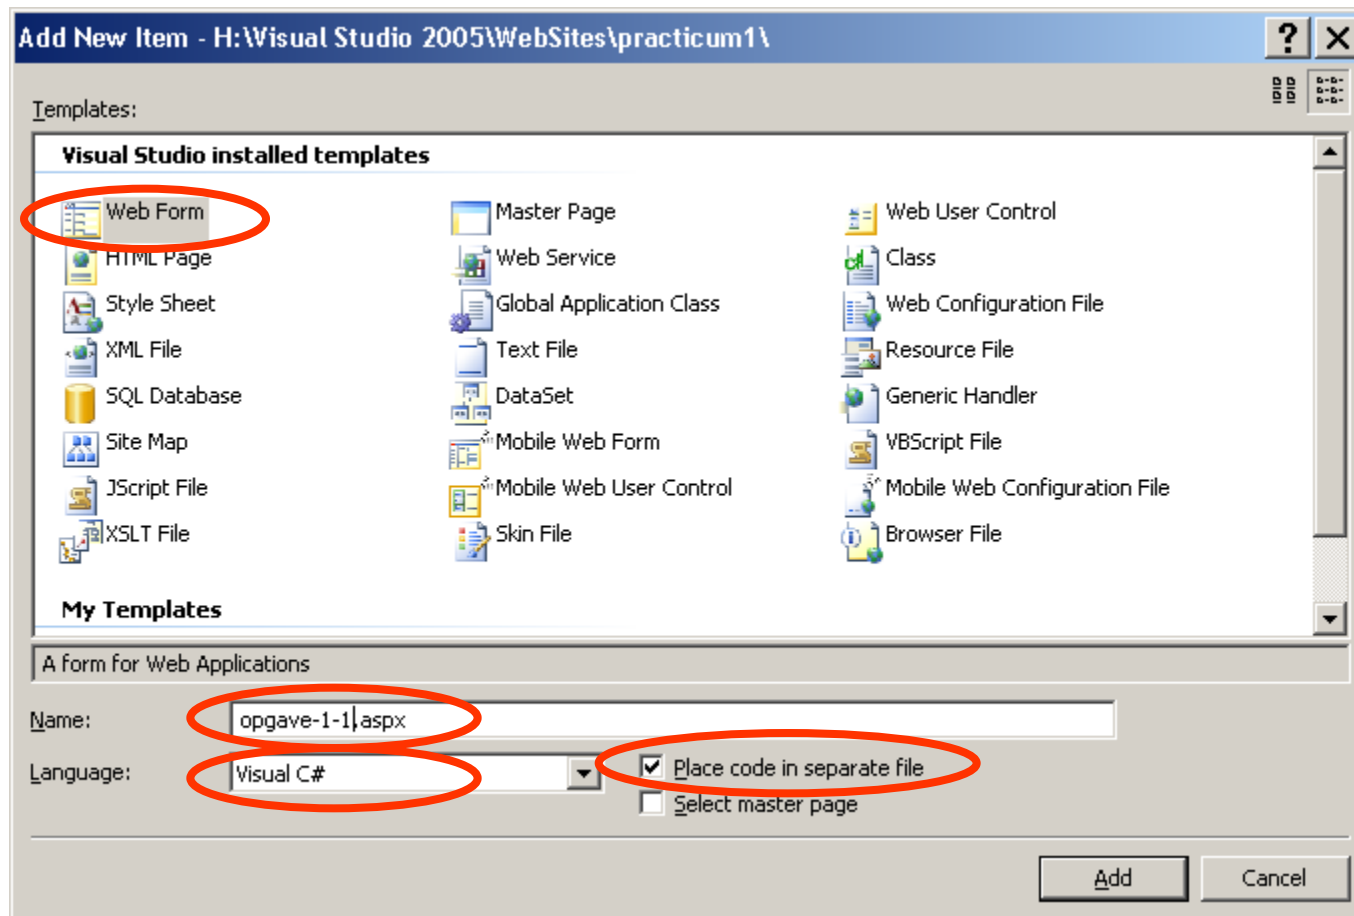 Add New Item - H:\Visual Studio 2005\WebSites\practicum1\
Templates:
Visual Studio installed templates
Web Form Master Page Web User Control
HTML Page Web Service Class
Style Sheet Global Application Class Web Configuration File
XML File Text File Resource File
SQL Database DataSet Generic Handler
Site Map Mobile Web Form VBScript File
JScript File Mobile Web User Control Mobile Web Configuration File
XSLT File Skin File Browser File
My Templates
A form for Web Applications
Name: opgave-1-1.aspx
Language: Visual C# Place code in separate file
Select master page
Add Cancel